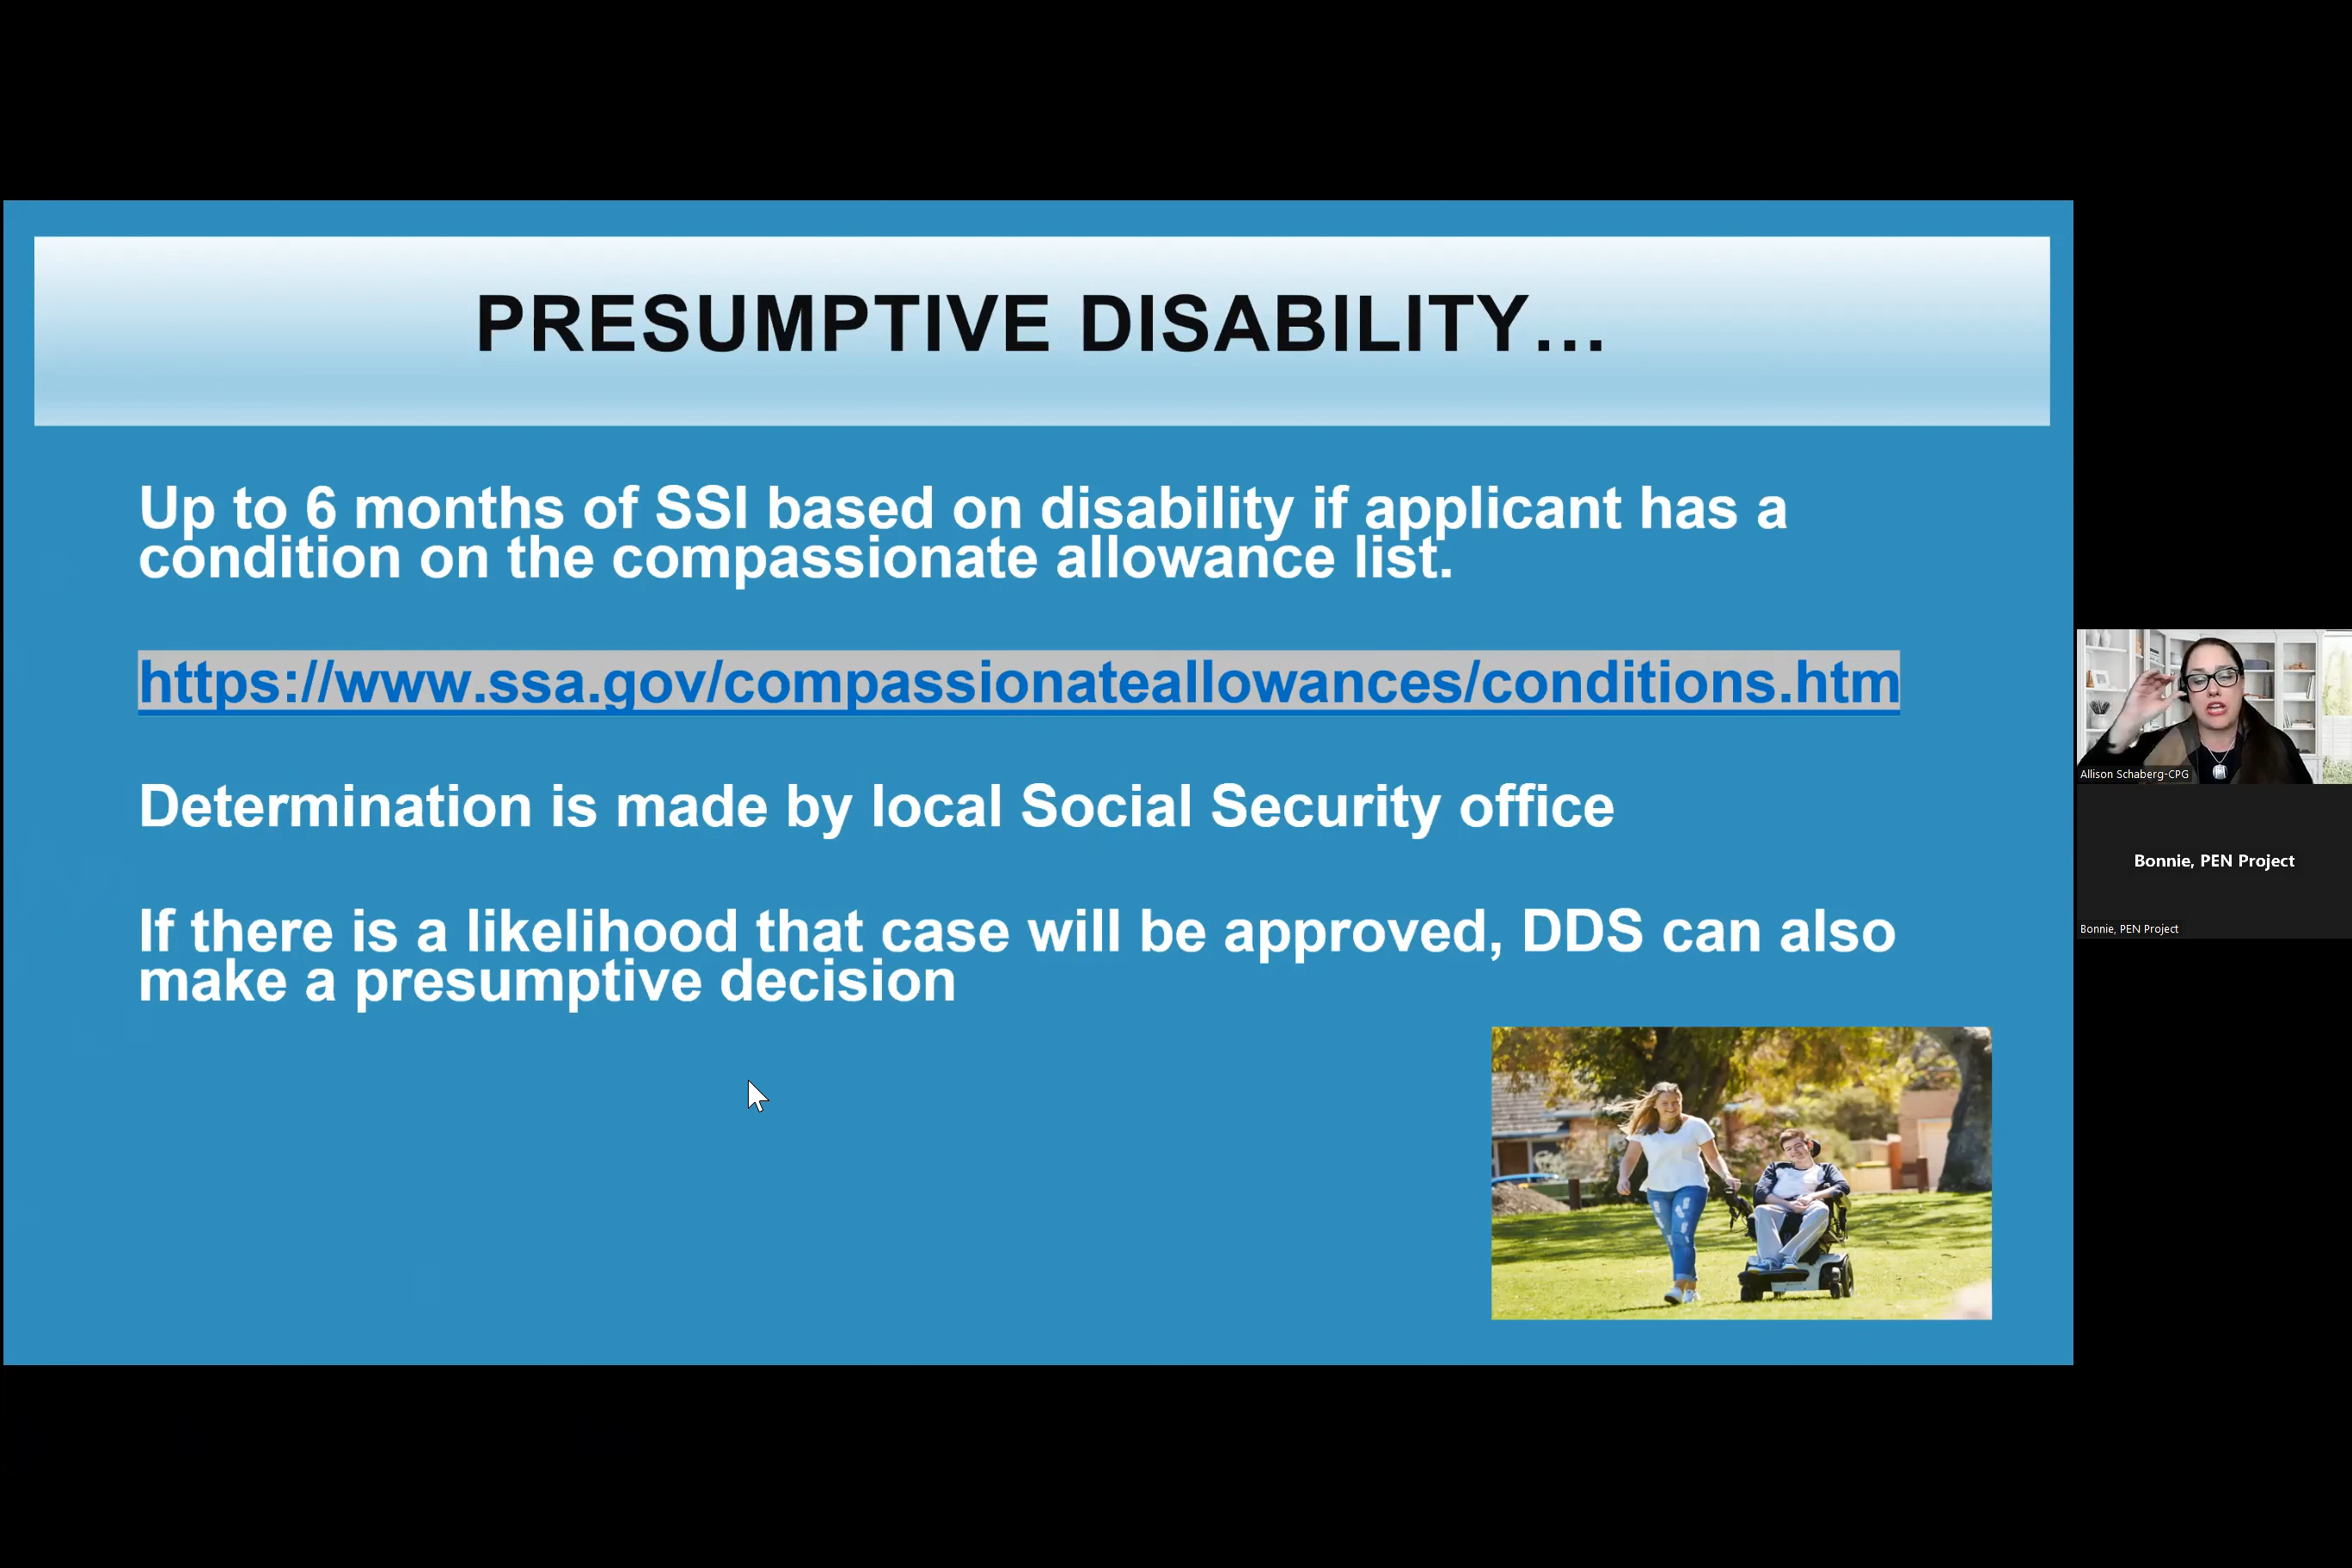 PRESUMPTIVE DISABILITY...
Up to 6 months of SSI based on disability if applicant has a
condition on the compassionate allowance list.
https://www.ssa.gov/compassionateallowances/conditions.htm
Determination is made by local Social Security office
If there is a likelihood that case will be approved, DDS can also
make a presumptive decision
Allison Schaberg-CPG
Bonnie, PEN Project
Bonnie, PEN Project